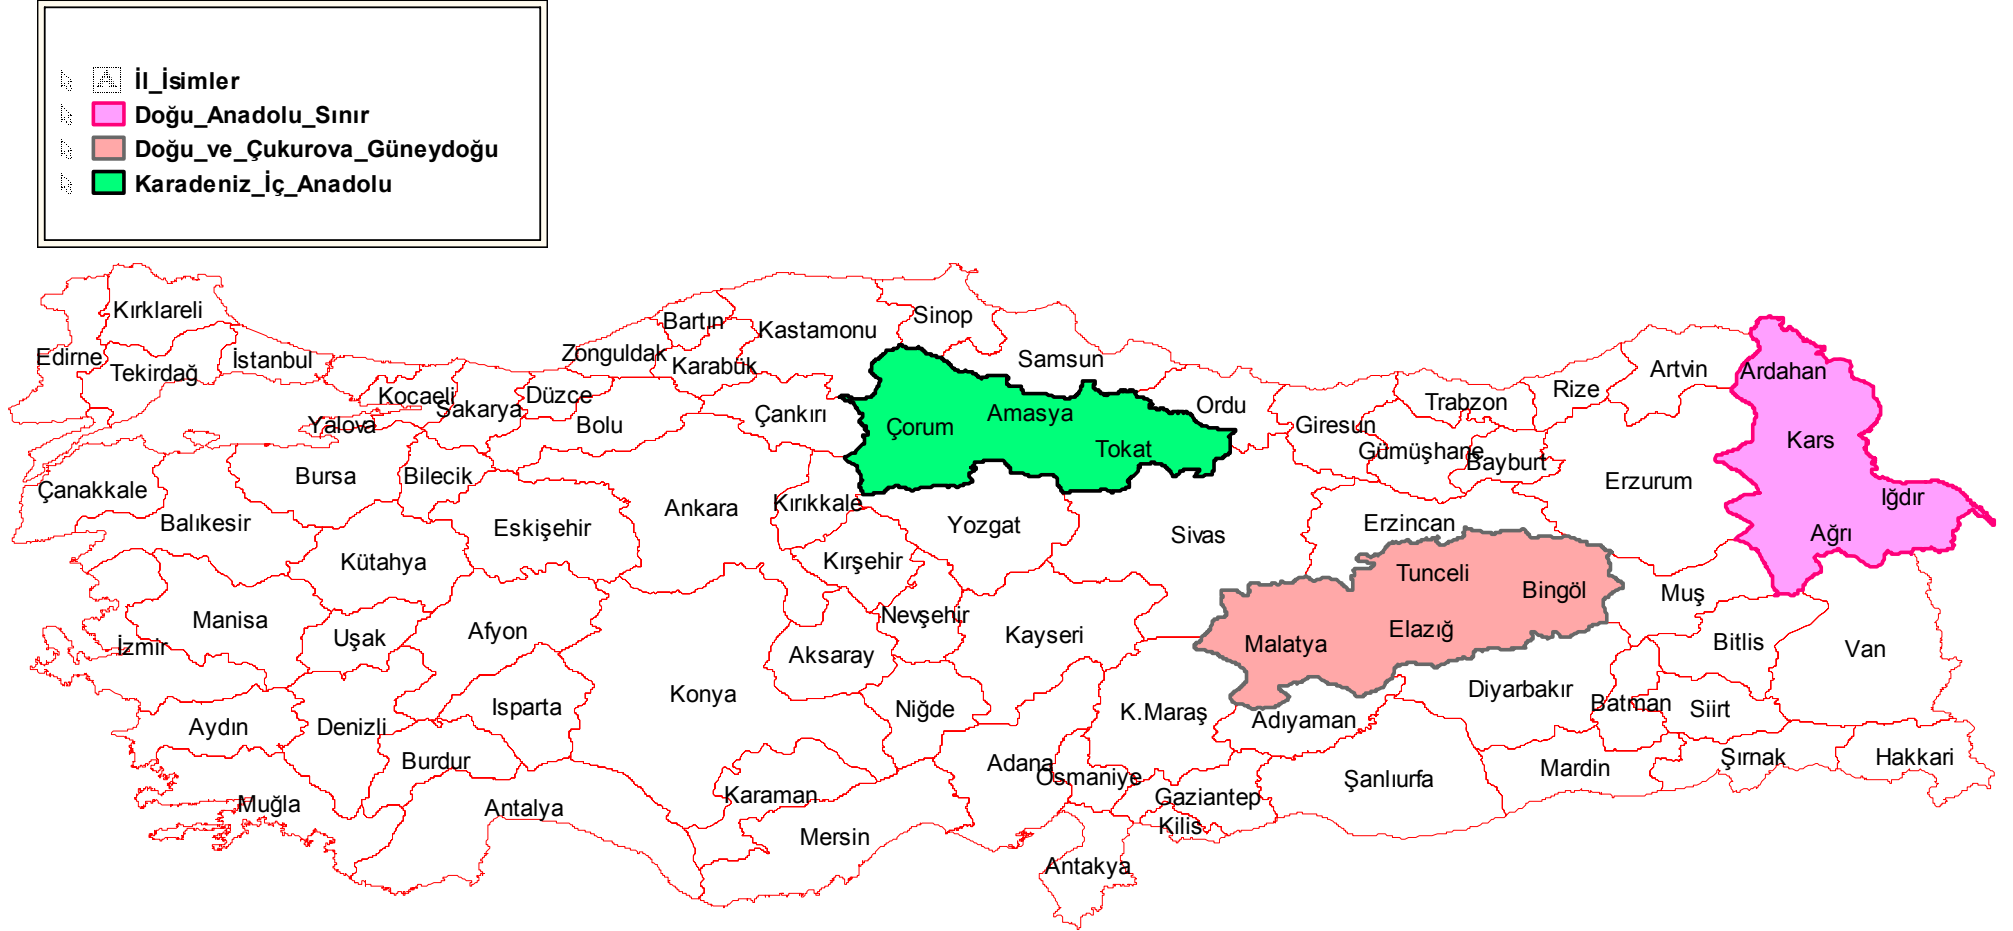 İl_İsimler
Doğu_Anadolu_Sınır
Doğu_ve_Çukurova_Güneydoğu
Karadeniz_İç_Anadolu
Kırklareli
Edirne
Tekirdağ
İstanbul
Kocaeli
Yalova
Sakarya
Düzce
Bolu
Zonguldak
Bartın
Karabük
Kastamonu
Sinop
Samsun
Çankırı
Çorum
Amasya
Tokat
Ordu
Giresun
Trabzon
Gümüşhane
Bayburt
Rize
Artvin
Ardahan
Kars
Iğdır
Ağrı
Erzurum
Erzincan
Çanakkale
Balıkesir
Bursa
Bilecik
Eskişehir
Kütahya
Ankara
Kırıkkale
Yozgat
Sivas
Kırşehir
Nevşehir
Kayseri
Tunceli
Bingöl
Elazığ
Malatya
Muş
Bitlis
Van
Manisa
İzmir
Uşak
Afyon
Aksaray
Konya
Niğde
K.Maraş
Adıyaman
Diyarbakır
Batman
Siirt
Aydın
Denizli
Isparta
Burdur
Muğla
Antalya
Karaman
Mersin
Adana
Osmaniye
Gaziantep
Kilis
Antakya
Şanlıurfa
Mardin
Şırnak
Hakkari